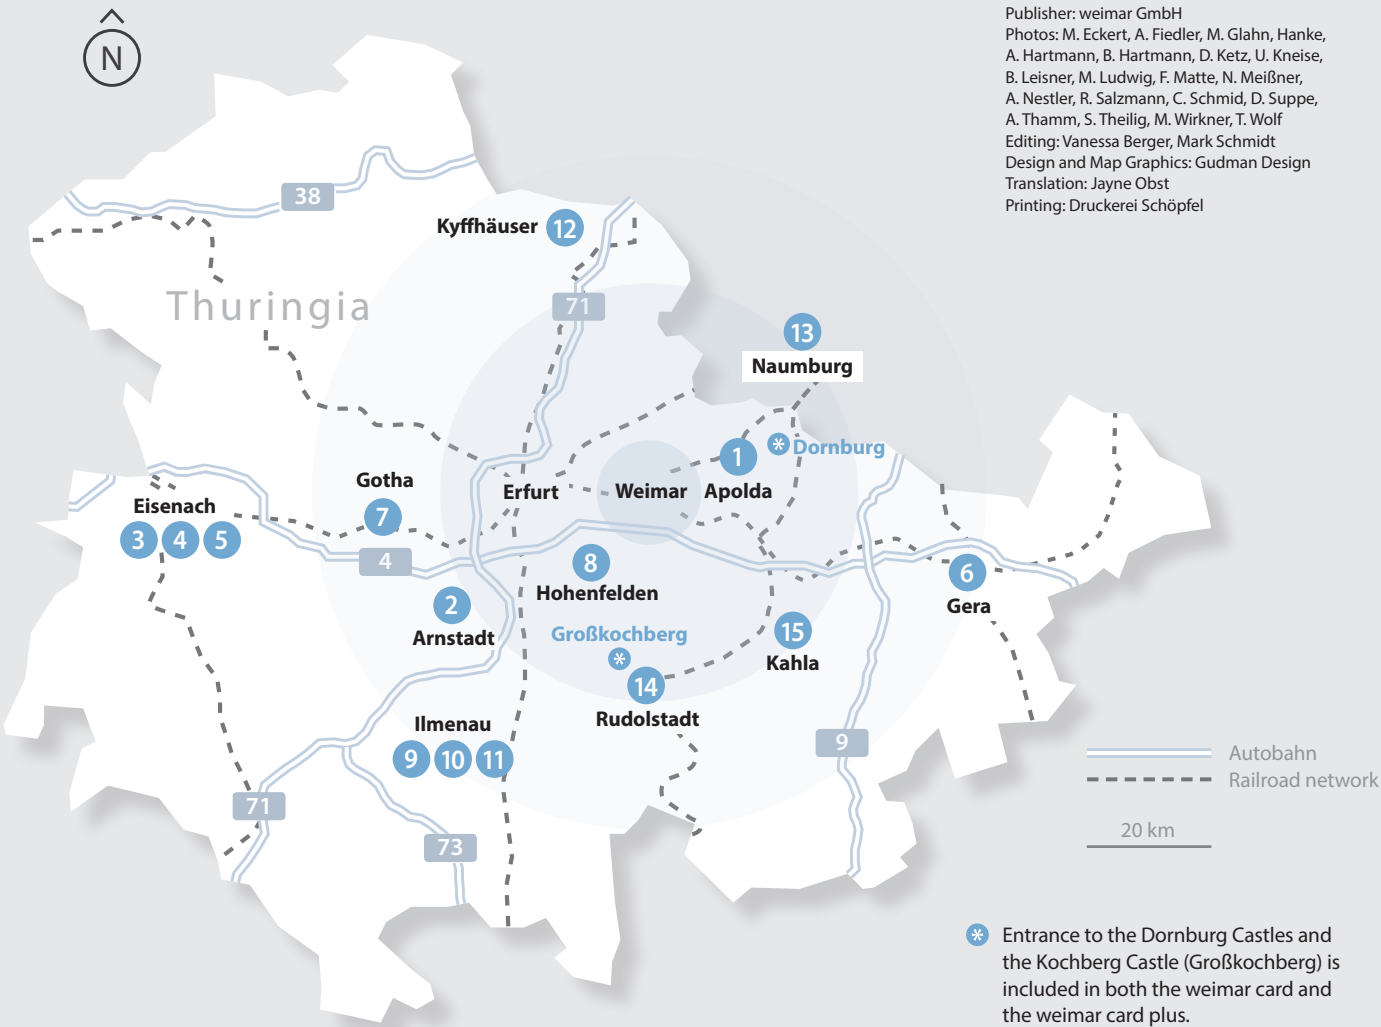 N
Publisher: weimar GmbH
Photos: M. Eckert, A. Fiedler, M. Glahn, Hanke,
A. Hartmann, B. Hartmann, D. Ketz, U. Kneise,
B. Leisner, M. Ludwig, F. Matte, N. Meißner,
A. Nestler, R. Salzmann, C. Schmid, D. Suppe,
A. Thamm, S. Theilig, M. Wirkner, T. Wolf
Editing: Vanessa Berger, Mark Schmidt
Design and Map Graphics: Gudman Design
Translation: Jayne Obst
Printing: Druckerei Schöpfel
38
Kyffhäuser 12
Thuringia
71
13
Naumburg
1
* Dornburg
Gotha
7
Erfurt
Weimar
Apolda
Eisenach
3 4 5
4
8
Hohenfelden
6
Gera
2
Arnstadt
Großkochberg
*
15
Kahla
14
Rudolstadt
Ilmenau
9 10 11
9
71
73
Autobahn
Railroad network
20 km
* Entrance to the Dornburg Castles and
the Kochberg Castle (Großkochberg) is
included in both the weimar card and
the weimar card plus.